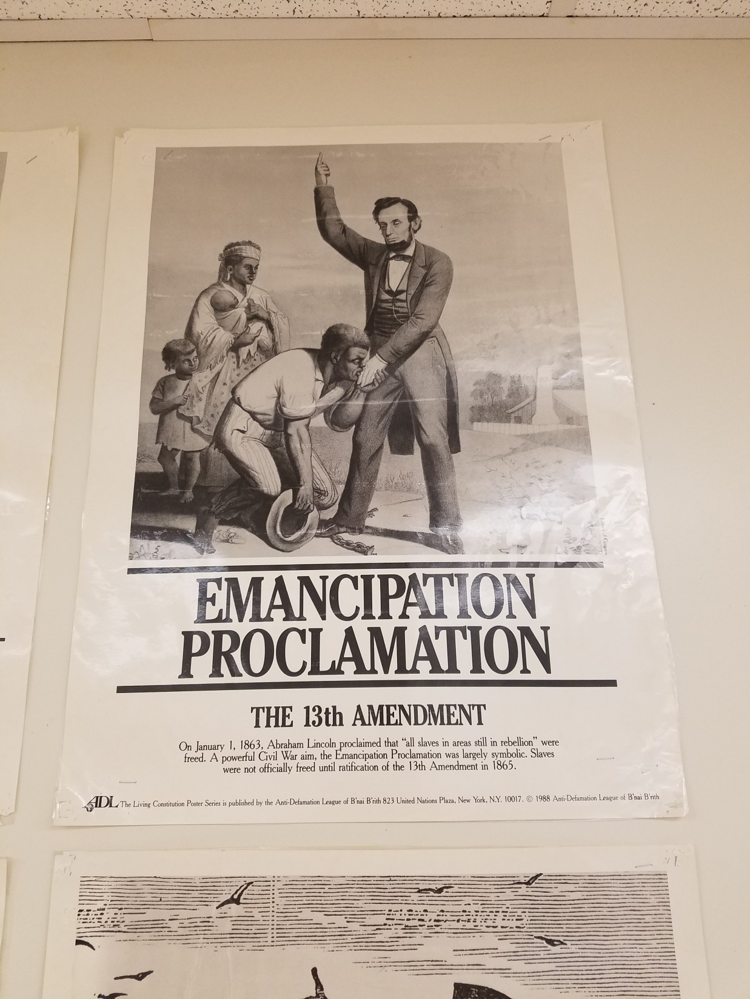 Library of Congress
EMANCIPATION
PROCLAMATION
THE 13th AMENDMENT
On January 1, 1863, Abraham Lincoln proclaimed that “all slaves in areas still in rebellion” were
freed. A powerful Civil War aim, the Emancipation Proclamation was largely symbolic. Slaves
were not officially freed until ratification of the 13th Amendment in 1865.
ADL The Living Constitution Poster Series is published by the Anti-Defamation League of B'nai B'rith 823 United Nations Plaza, New York, N.Y. 10017. © 1988 Anti-Defamation League of B'nai B'rith